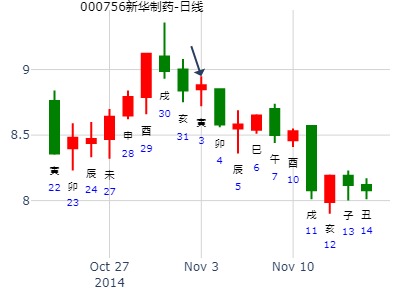 000756新华制药-日线
9
8.5
8
寅
22
卯
23
辰
24
未
27
申
28
酉
29
戌
30
亥
31
寅
3
卯
4
辰
5
巳
6
午
7
酉
10
戌
11
亥
12
子
13
丑
14
Oct 27
2014
Nov 3
Nov 10